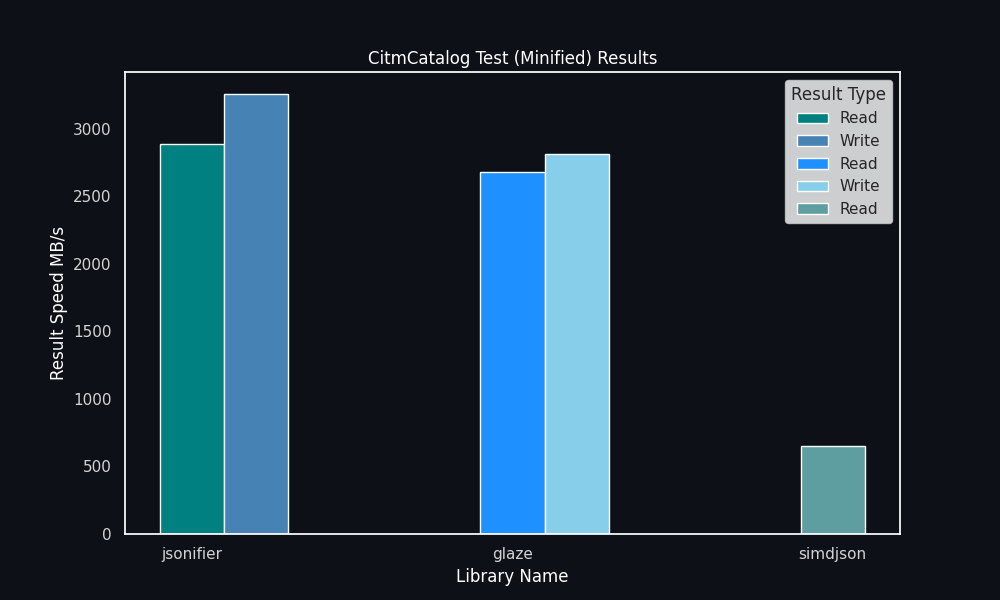 CitmCatalog Test (Minified) Results
Result Type
Read
Write
Read
Write
Read
3000
2500
2000
1500
1000
500
0
Result Speed MB/s
jsonifier
glaze
simdjson
Library Name